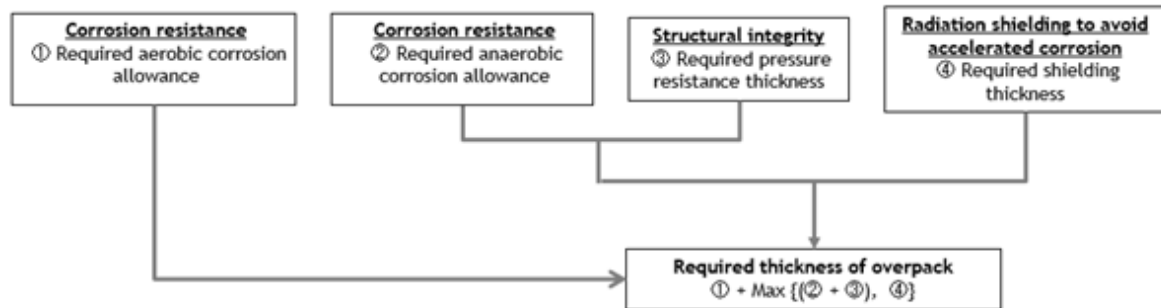 Corrosion resistance
① Required aerobic corrosion
allowance
Corrosion resistance
② Required anaerobic
corrosion allowance
Structural integrity
③ Required pressure
resistance thickness
Radiation shielding to avoid
accelerated corrosion
④ Required shielding
thickness
Required thickness of overpack
① + Max {(② + ③), ④}